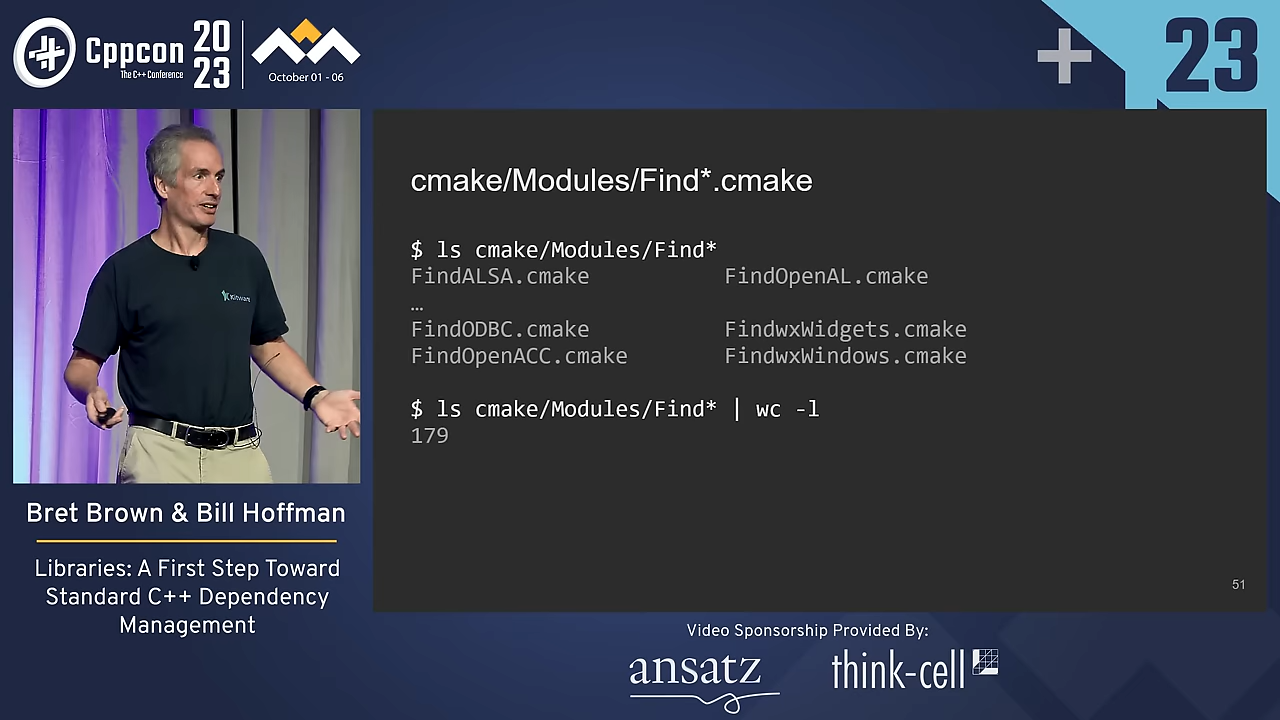 Cppcon
The C++ Conference
20
23
October 01 - 06
23
Kitware
cmake/Modules/Find*.cmake
$ ls cmake/Modules/Find*
FindALSA.cmake FindOpenAL.cmake
…
FindODBC.cmake FindwxWidgets.cmake
FindOpenACC.cmake FindwxWindows.cmake
$ ls cmake/Modules/Find* | wc -l
179
51
Bret Brown & Bill Hoffman
Libraries: A First Step Toward
Standard C++ Dependency
Management
Video Sponsorship Provided By:
ansatz
think-cell